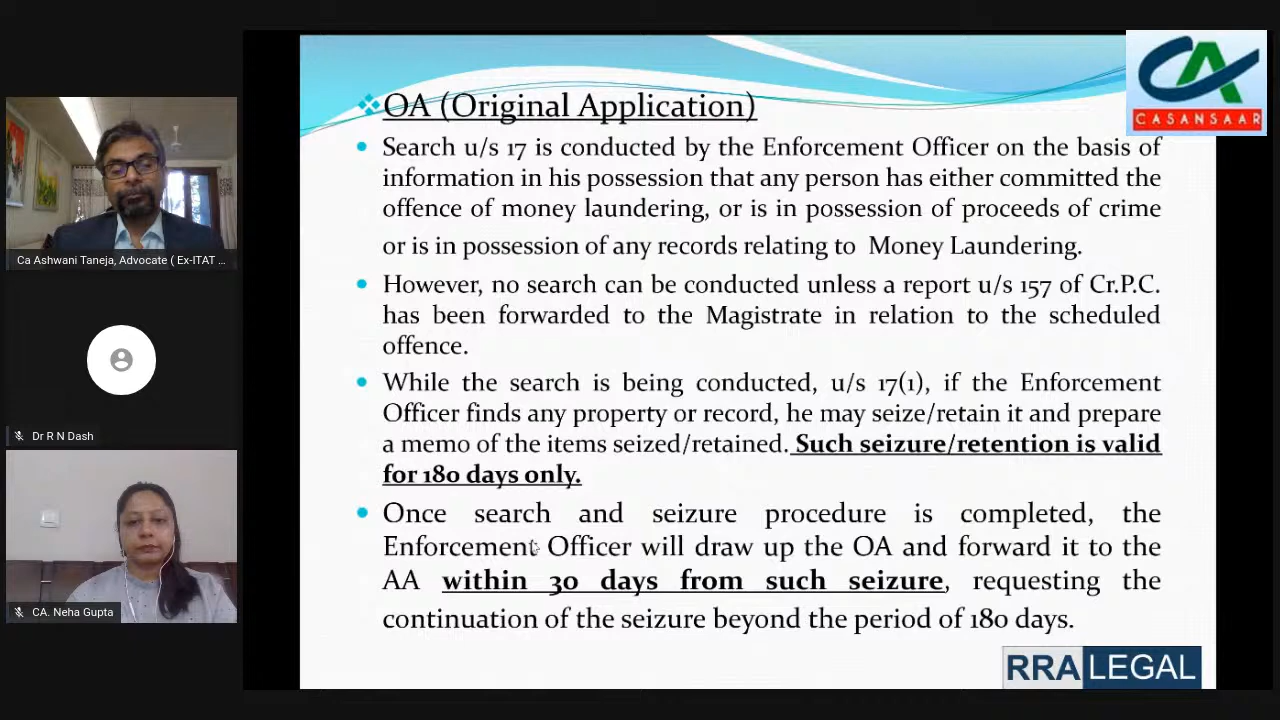 OA (Original Application)
Search u/s 17 is conducted by the Enforcement Officer on the basis of
information in his possession that any person has either committed the
offence of money laundering, or is in possession of proceeds of crime
or is in possession of any records relating to Money Laundering.
However, no search can be conducted unless a report u/s 157 of Cr.P.C.
has been forwarded to the Magistrate in relation to the scheduled
offence.
While the search is being conducted, u/s 17(1), if the Enforcement
Officer finds any property or record, he may seize/retain it and prepare
a memo of the items seized/retained. Such seizure/retention is valid
for 180 days only.
Once search and seizure procedure is completed, the
Enforcement Officer will draw up the OA and forward it to the
AA within 30 days from such seizure, requesting the
continuation of the seizure beyond the period of 180 days.
CA
CASANSAAR
RRALEGAL
Ca Ashwani Taneja, Advocate ( Ex-ITAT ...
Dr R N Dash
CA. Neha Gupta